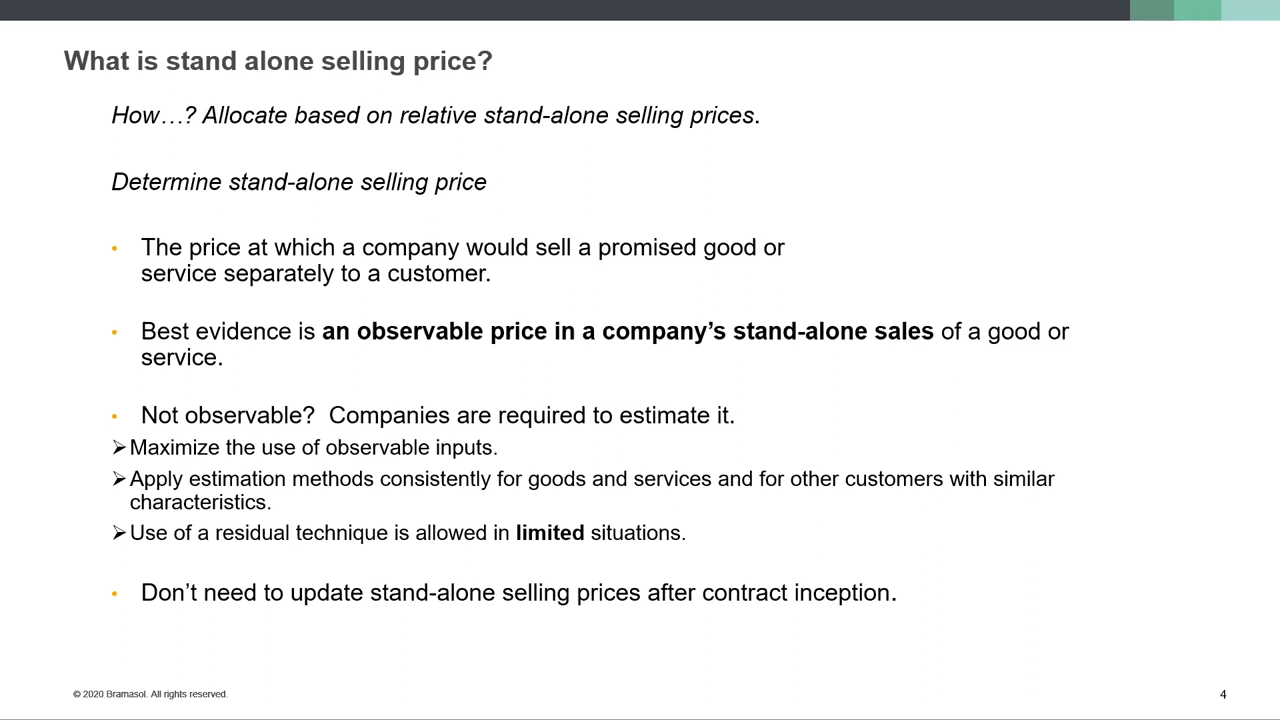 What is stand alone selling price?
How…? Allocate based on relative stand-alone selling prices.
Determine stand-alone selling price
• The price at which a company would sell a promised good or
service separately to a customer.
• Best evidence is an observable price in a company’s stand-alone sales of a good or
service.
• Not observable?  Companies are required to estimate it.
➢Maximize the use of observable inputs.
➢Apply estimation methods consistently for goods and services and for other customers with similar
characteristics.
➢Use of a residual technique is allowed in limited situations.
• Don’t need to update stand-alone selling prices after contract inception.
© 2020 Bramasol. All rights reserved.
4